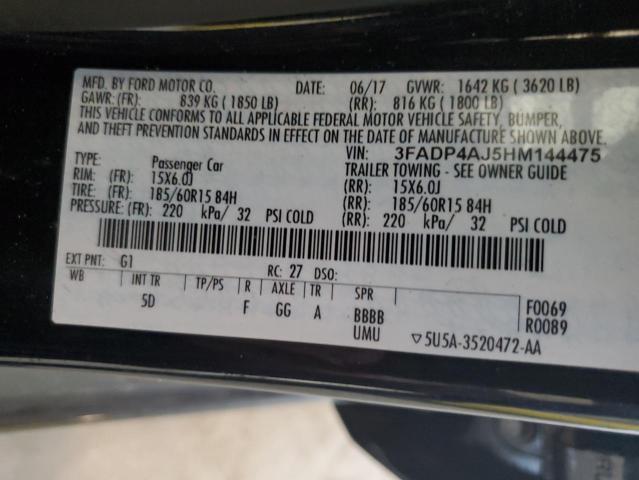 MFD. BY FORD MOTOR CO. DATE: 06/17 GVWR: 1642 KG ( 3620 LB)
GAWR: (FR): 839 KG ( 1850 LB) (RR): 816 KG ( 1800 LB)
THIS VEHICLE CONFORMS TO ALL APPLICABLE FEDERAL MOTOR VEHICLE SAFETY, BUMPER,
AND THEFT PREVENTION STANDARDS IN EFFECT ON THE DATE OF MANUFACTURE SHOWN ABOVE.
VIN: 3FADP4AJ5HM144475
TYPE: Passenger Car TRAILER TOWING - SEE OWNER GUIDE
RIM: (FR): 15X6.0J (RR): 15X6.0J
TIRE: (FR): 185/60R15 84H (RR): 185/60R15 84H
PRESSURE: (FR): 220 kPa/ 32 PSI COLD (RR): 220 kPa/ 32 PSI COLD
EXT PNT: G1 RC: 27 DSO:
WB INT TR TP/PS R AXLE TR SPR
5D F GG A BBBB F0069
UMU R0089
▽5U5A-3520472-AA